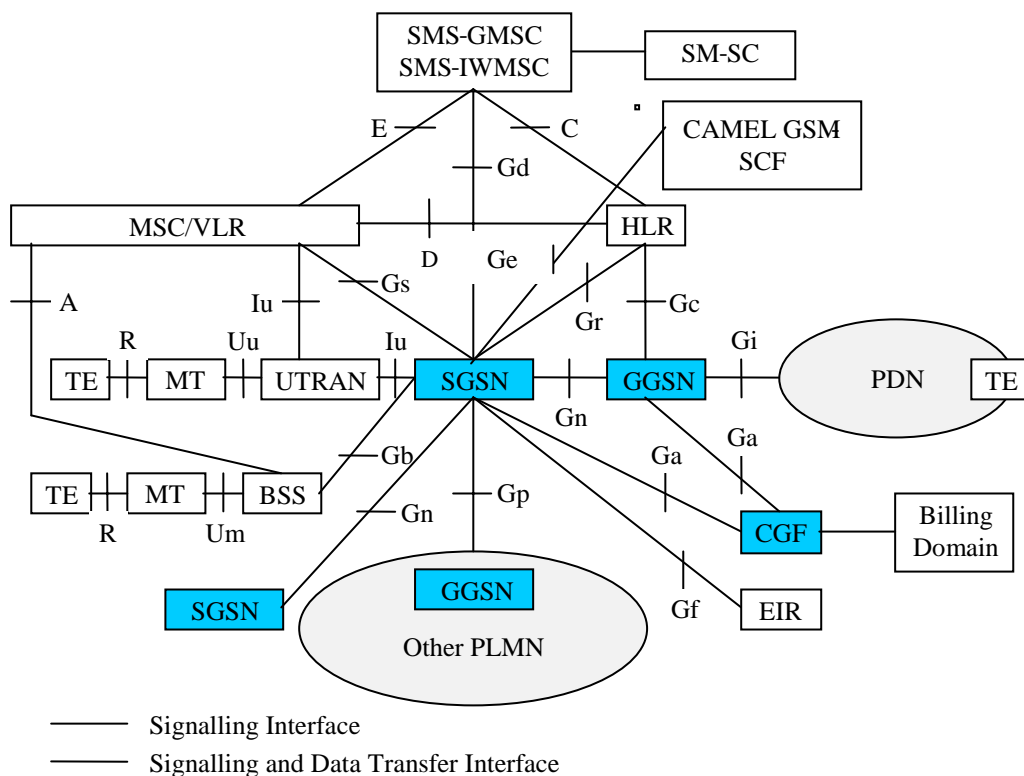 SMS-GMSC
SMS-IWMSC
SM-SC
E
C
CAMEL GSM
SCF
Gd
MSC/VLR
HLR
D
Ge
Gs
A
Iu
Gr
Gc
R
Uu
Iu
Gi
TE
MT
UTRAN
SGSN
GGSN
PDN
TE
Gn
Gb
Ga
Ga
TE
MT
BSS
Gp
R
Um
Gn
CGF
Billing
Domain
SGSN
GGSN
Gf
EIR
Other PLMN
Signalling Interface
Signalling and Data Transfer Interface